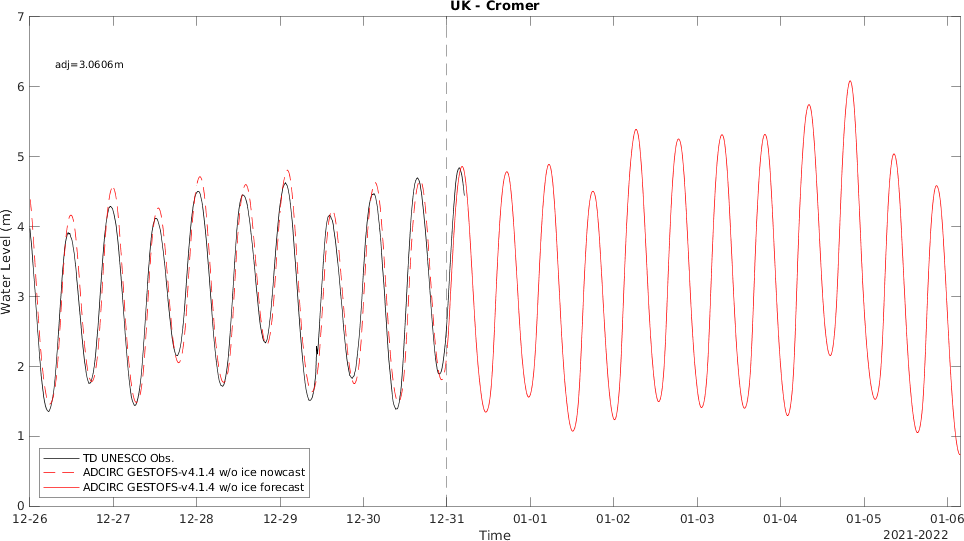 UK - Cromer
7
adj=3.0606m
6
5
4
3
2
1
0
Water Level (m)
TD UNESCO Obs.
ADCIRC GESTOFS-v4.1.4 w/o ice nowcast
ADCIRC GESTOFS-v4.1.4 w/o ice forecast
12-26 12-27 12-28 12-29 12-30 12-31 01-01 01-02 01-03 01-04 01-05 01-06
Time
2021-2022